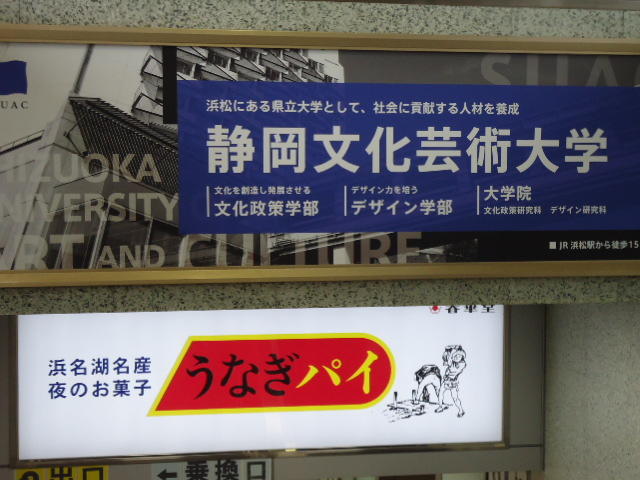 SUAC
SUAC
浜松にある県立大学として、社会に貢献する人材を養成
静岡文化芸術大学
文化を創造し発展させる
文化政策学部
デザイン力を培う
デザイン学部
大学院
文化政策研究科 デザイン研究科
SHIZUOKA
UNIVERSITY OF
ART AND CULTURE
■JR 浜松駅から徒歩15
春華堂
浜名湖名産
夜のお菓子
うなぎパイ
出口
←乗換口